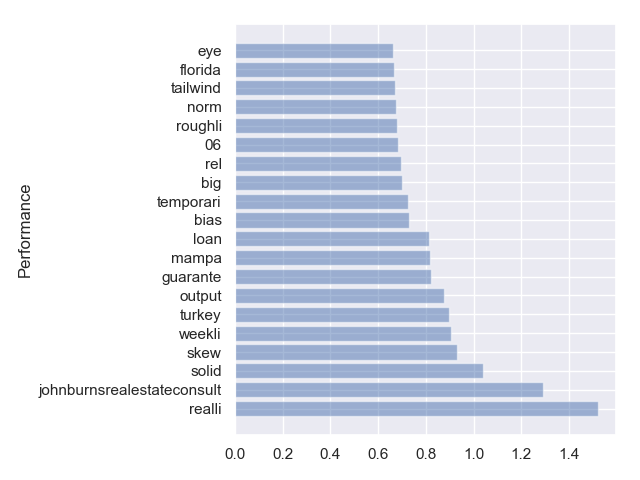 Performance
eye
florida
tailwind
norm
roughli
06
rel
big
temporari
bias
loan
mampa
guarante
output
turkey
weekli
skew
solid
johnburnsrealestateconsult
realli
0.0 0.2 0.4 0.6 0.8 1.0 1.2 1.4